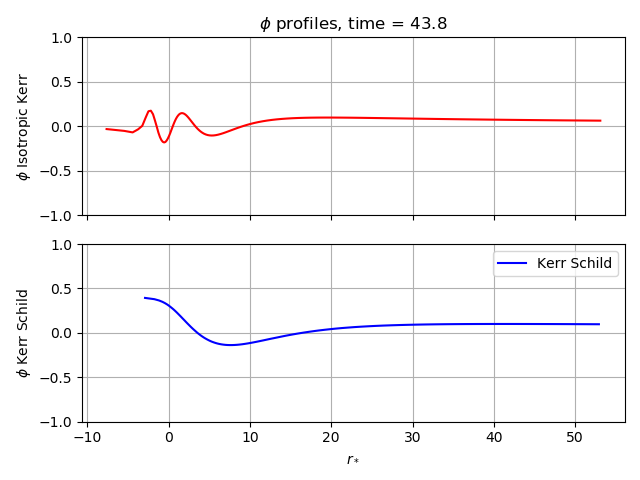 ϕ profiles, time = 43.8
1.0
0.5
0.0
−0.5
−1.0
ϕ Isotropic Kerr
1.0
0.5
0.0
−0.5
−1.0
ϕ Kerr Schild
Kerr Schild
−10 0 10 20 30 40 50
r*